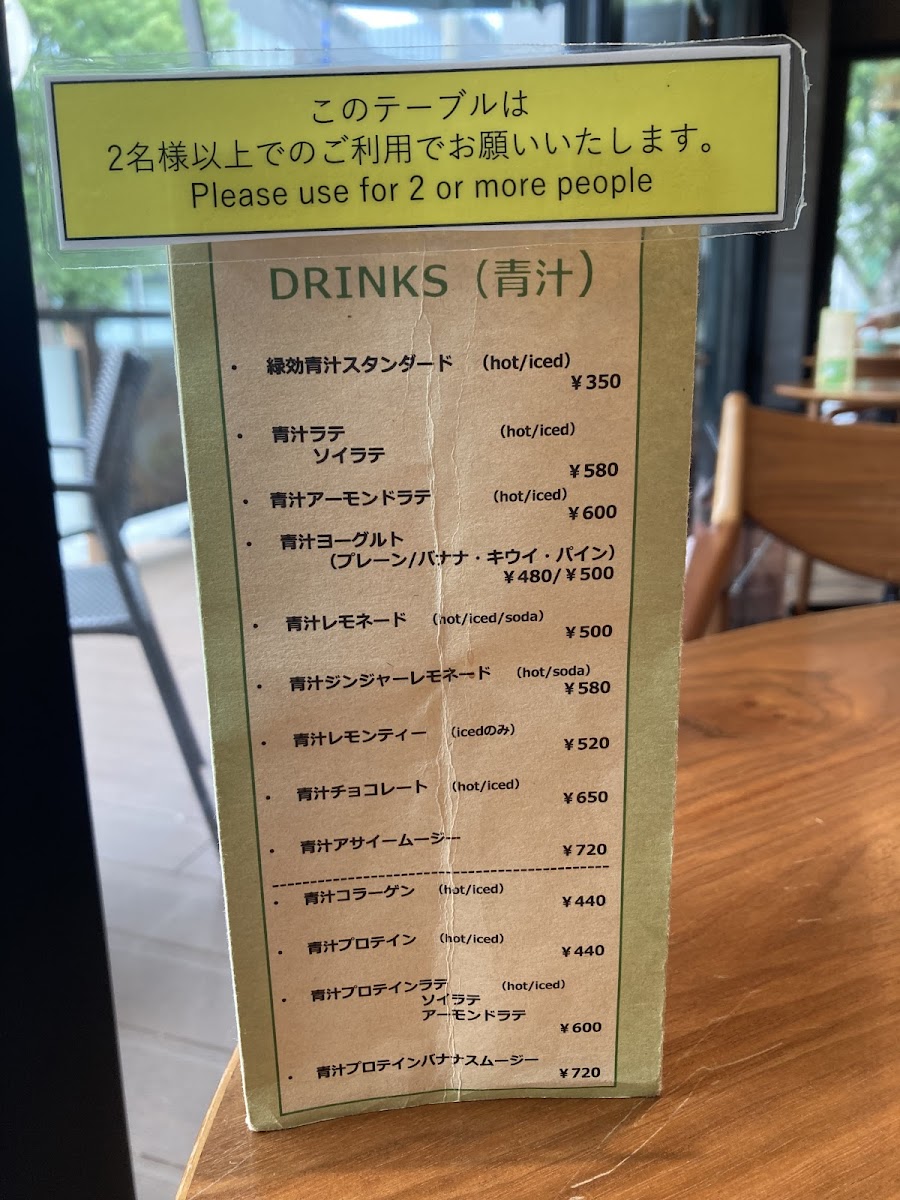 このテーブルは
2名様以上でのご利用でお願いいたします。
Please use for 2 or more people
DRINKS（青汁）
・ 緑効青汁スタンダード （hot/iced）
￥350
・ 青汁ラテ （hot/iced）
ソイラテ
￥580
・ 青汁アーモンドラテ （hot/iced）
￥600
・ 青汁ヨーグルト
（プレーン/バナナ・キウイ・パイン）
￥480/￥500
・ 青汁レモネード （hot/iced/soda）
￥500
・ 青汁ジンジャーレモネード （hot/soda）
￥580
・ 青汁レモンティー （icedのみ）
￥520
・ 青汁チョコレート （hot/iced）
￥650
・ 青汁アサイームージー
￥720
・ 青汁コラーゲン （hot/iced）
￥440
・ 青汁プロテイン （hot/iced）
￥440
・ 青汁プロテインラテ （hot/iced）
ソイラテ
アーモンドラテ
￥600
・ 青汁プロテインバナナスムージー
￥720